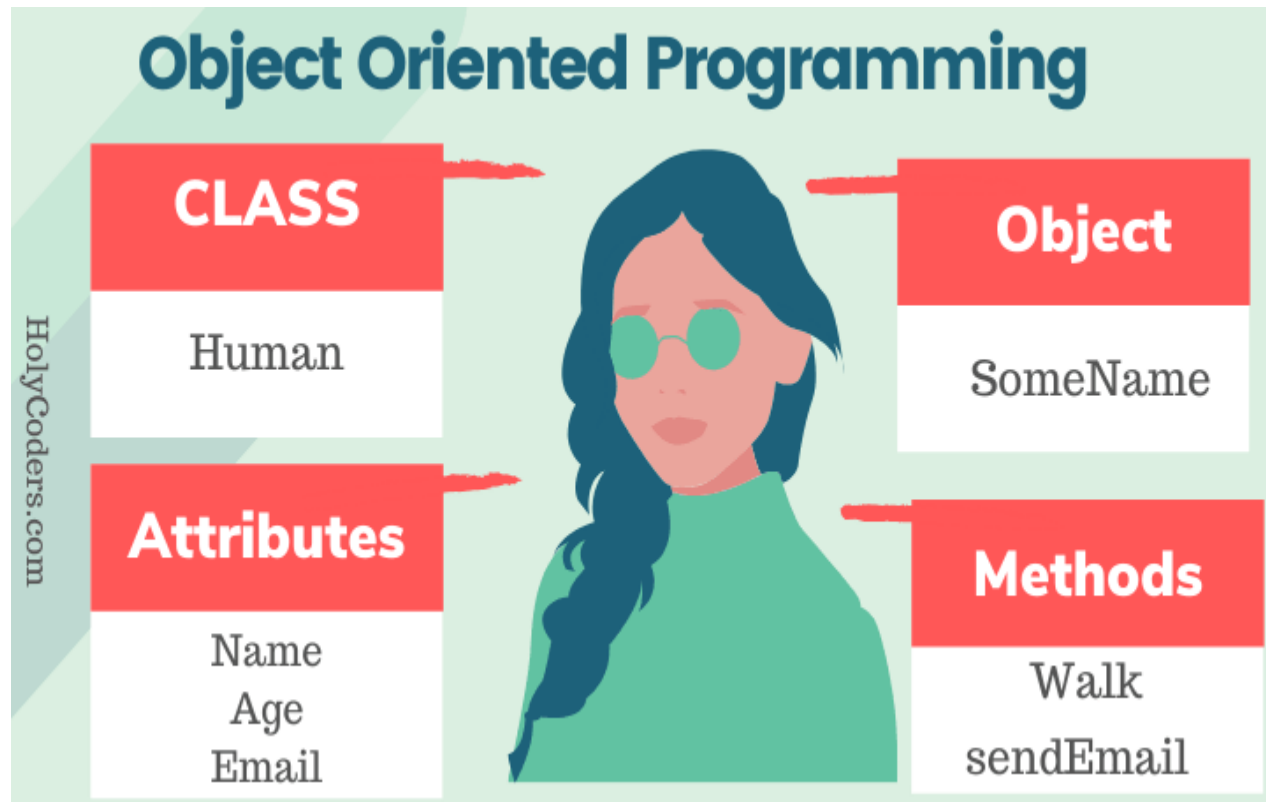 Object Oriented Programming
CLASS
Human
Object
SomeName
Attributes
Name
Age
Email
Methods
Walk
sendEmail
HolyCoders.com